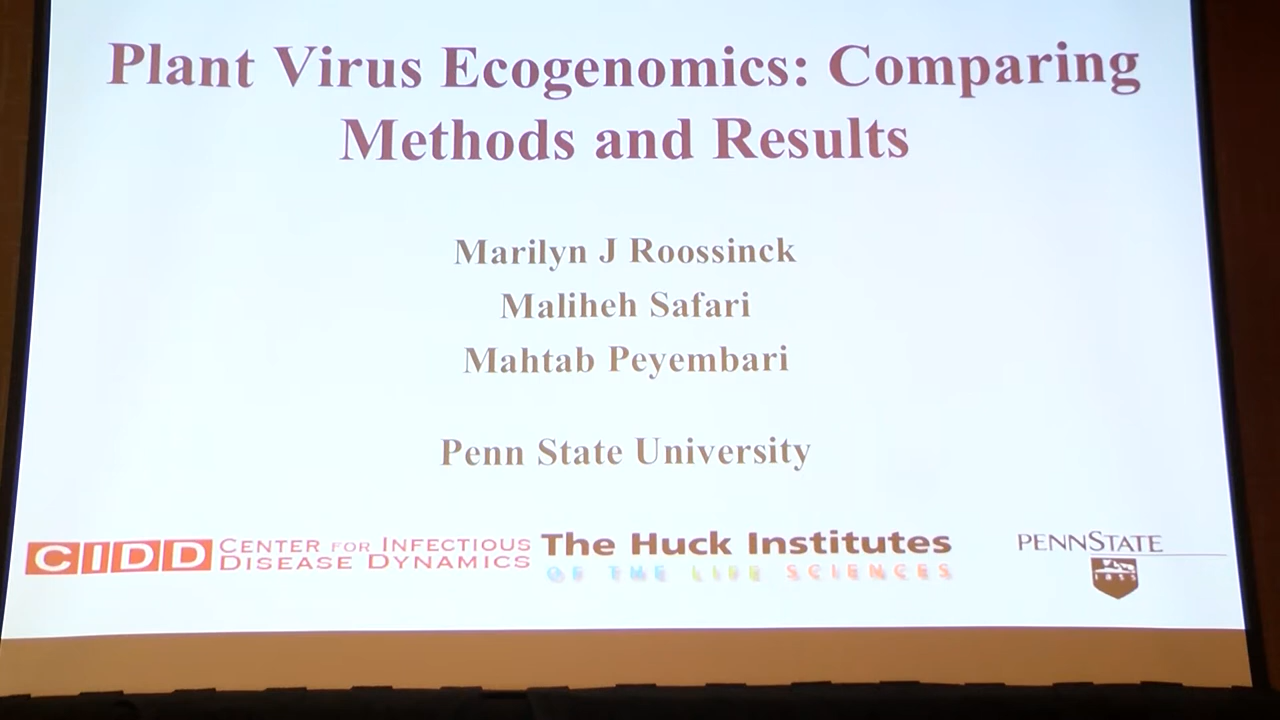 Plant Virus Ecogenomics: Comparing
Methods and Results
Marilyn J Roossinck
Maliheh Safari
Mahtab Peyembari
Penn State University
CIDD CENTER FOR INFECTIOUS
DISEASE DYNAMICS
The Huck Institutes
OF THE LIFE SCIENCES
PENNSTATE
1855